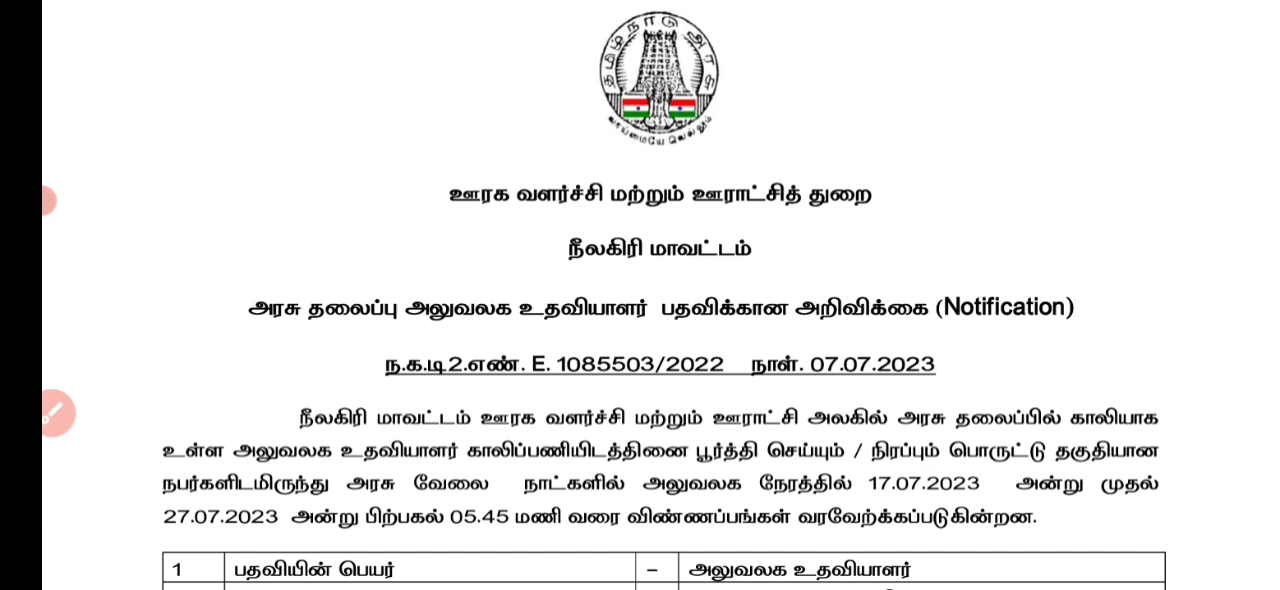 தமிழ்நாடு அரசு
வாய்மையே வெல்லும்
ஊரக வளர்ச்சி மற்றும் ஊராட்சித் துறை
நீலகிரி மாவட்டம்
அரசு தலைப்பு அலுவலக உதவியாளர் பதவிக்கான அறிவிக்கை (Notification)
ந.க.டி2.எண். E. 1085503/2022 நாள். 07.07.2023
நீலகிரி மாவட்டம் ஊரக வளர்ச்சி மற்றும் ஊராட்சி அலகில் அரசு தலைப்பில் காலியாக
உள்ள அலுவலக உதவியாளர் காலிப்பணியிடத்தினை பூர்த்தி செய்யும் / நிரப்பும் பொருட்டு தகுதியான
நபர்களிடமிருந்து அரசு வேலை நாட்களில் அலுவலக நேரத்தில் 17.07.2023 அன்று முதல்
27.07.2023 அன்று பிற்பகல் 05.45 மணி வரை விண்ணப்பங்கள் வரவேற்க்கப்படுகின்றன.
1 பதவியின் பெயர் – அலுவலக உதவியாளர்